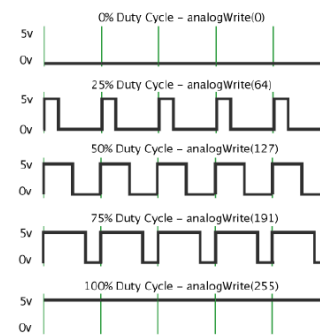 0% Duty Cycle - analogWrite(0)
5v
0v
25% Duty Cycle - analogWrite(64)
5v
0v
50% Duty Cycle - analogWrite(127)
5v
0v
75% Duty Cycle - analogWrite(191)
5v
0v
100% Duty Cycle - analogWrite(255)
5v
0v